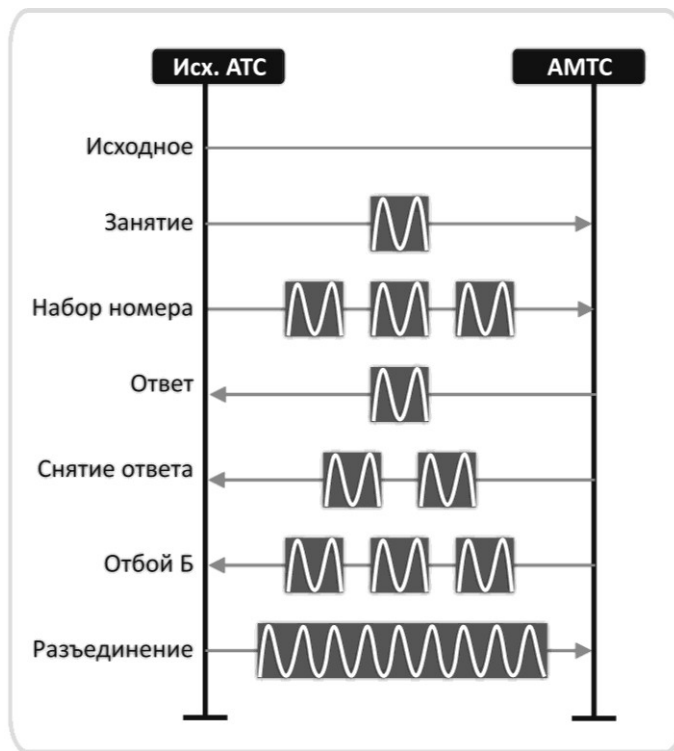 Исх. АТС
АМТС
Исходное
Занятие
Набор номера
Ответ
Снятие ответа
Отбой Б
Разъединение